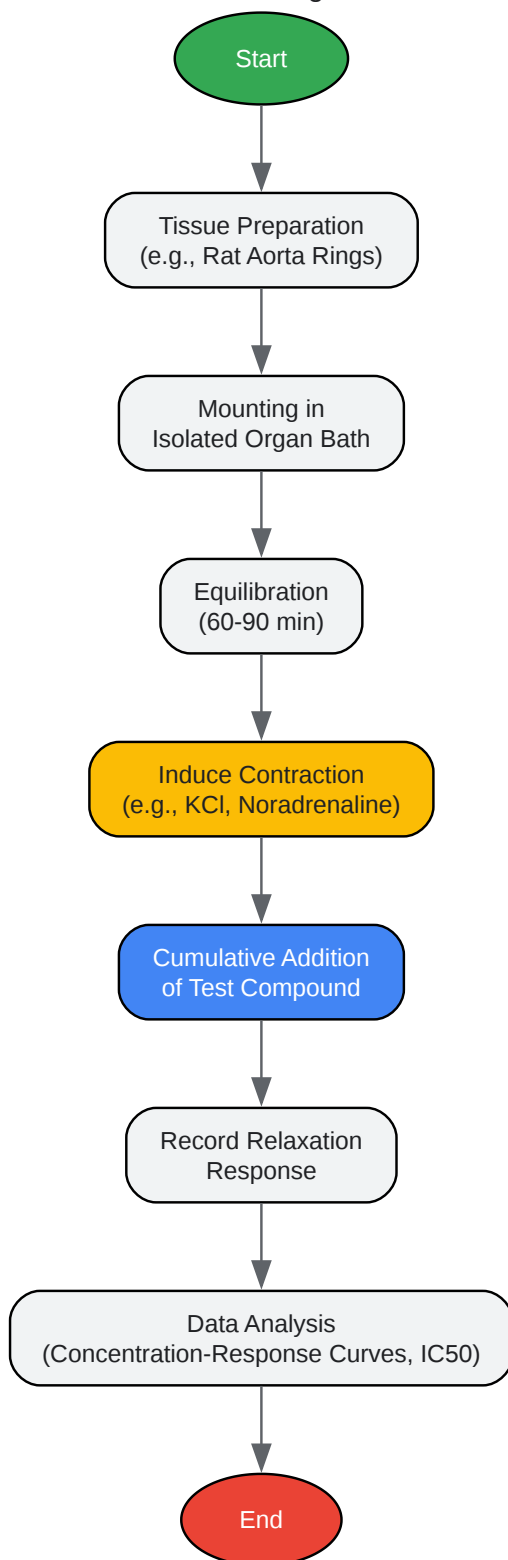 Start
Tissue Preparation
(e.g., Rat Aorta Rings)
Mounting in
Isolated Organ Bath
Equilibration
(60-90 min)
Induce Contraction
(e.g., KCl, Noradrenaline)
Cumulative Addition
of Test Compound
Record Relaxation
Response
Data Analysis
(Concentration-Response Curves, IC50)
End